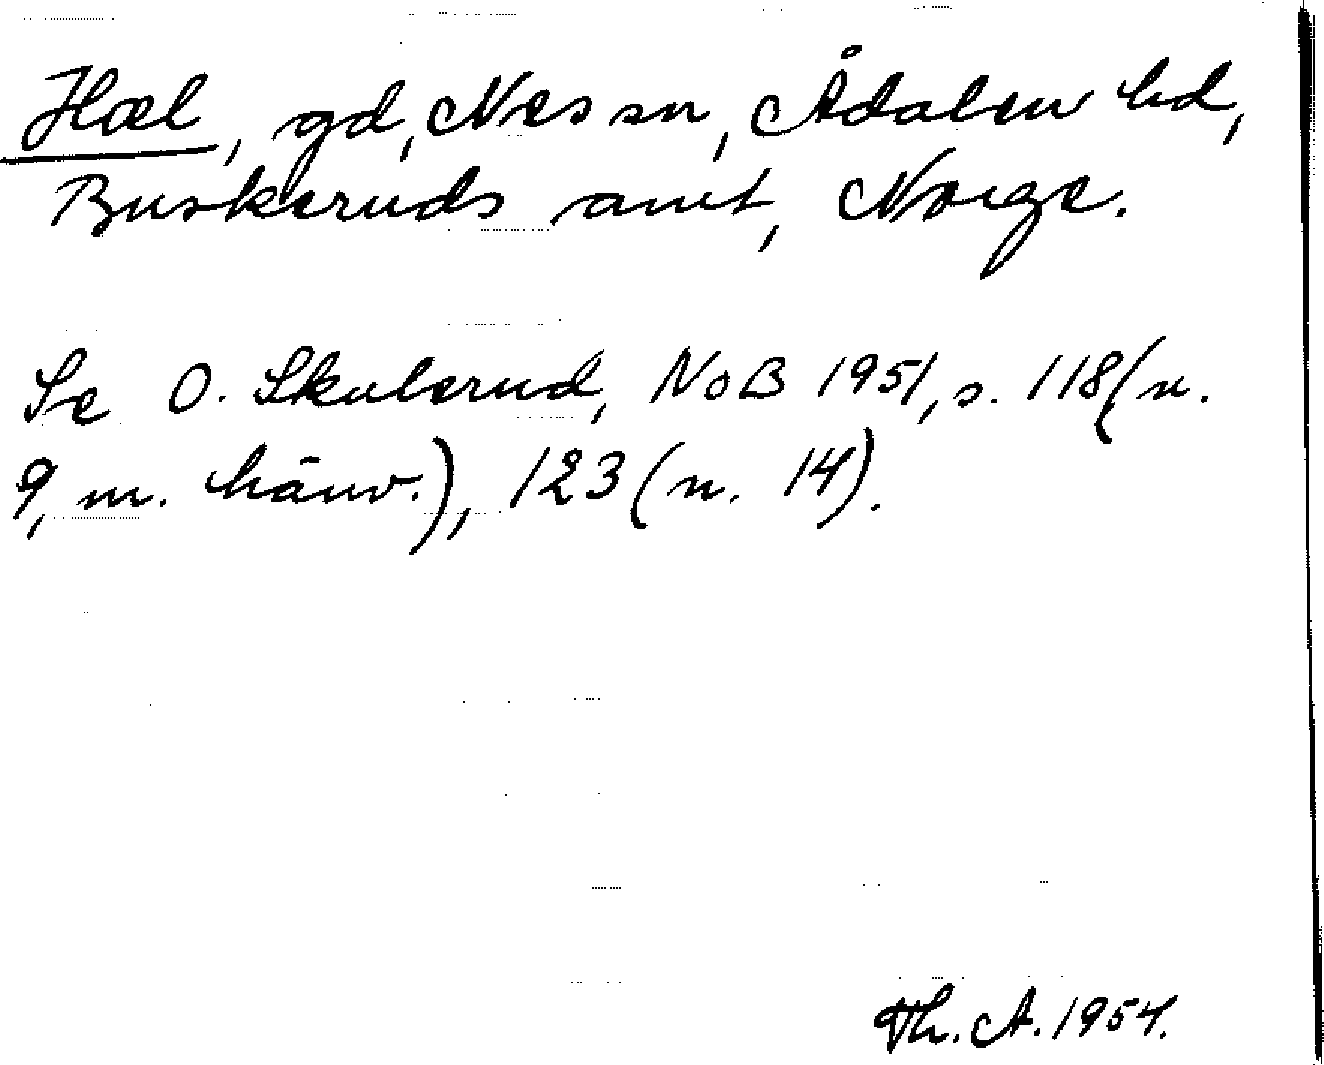 Hæl, gd, Nes sn, Ådalen hd,
Buskeruds amt, Norge.
Se O. Skulerud, NoB 1951, s. 118 (n.
9, m. hänv.), 123 (n. 14).
Th. A. 1954.